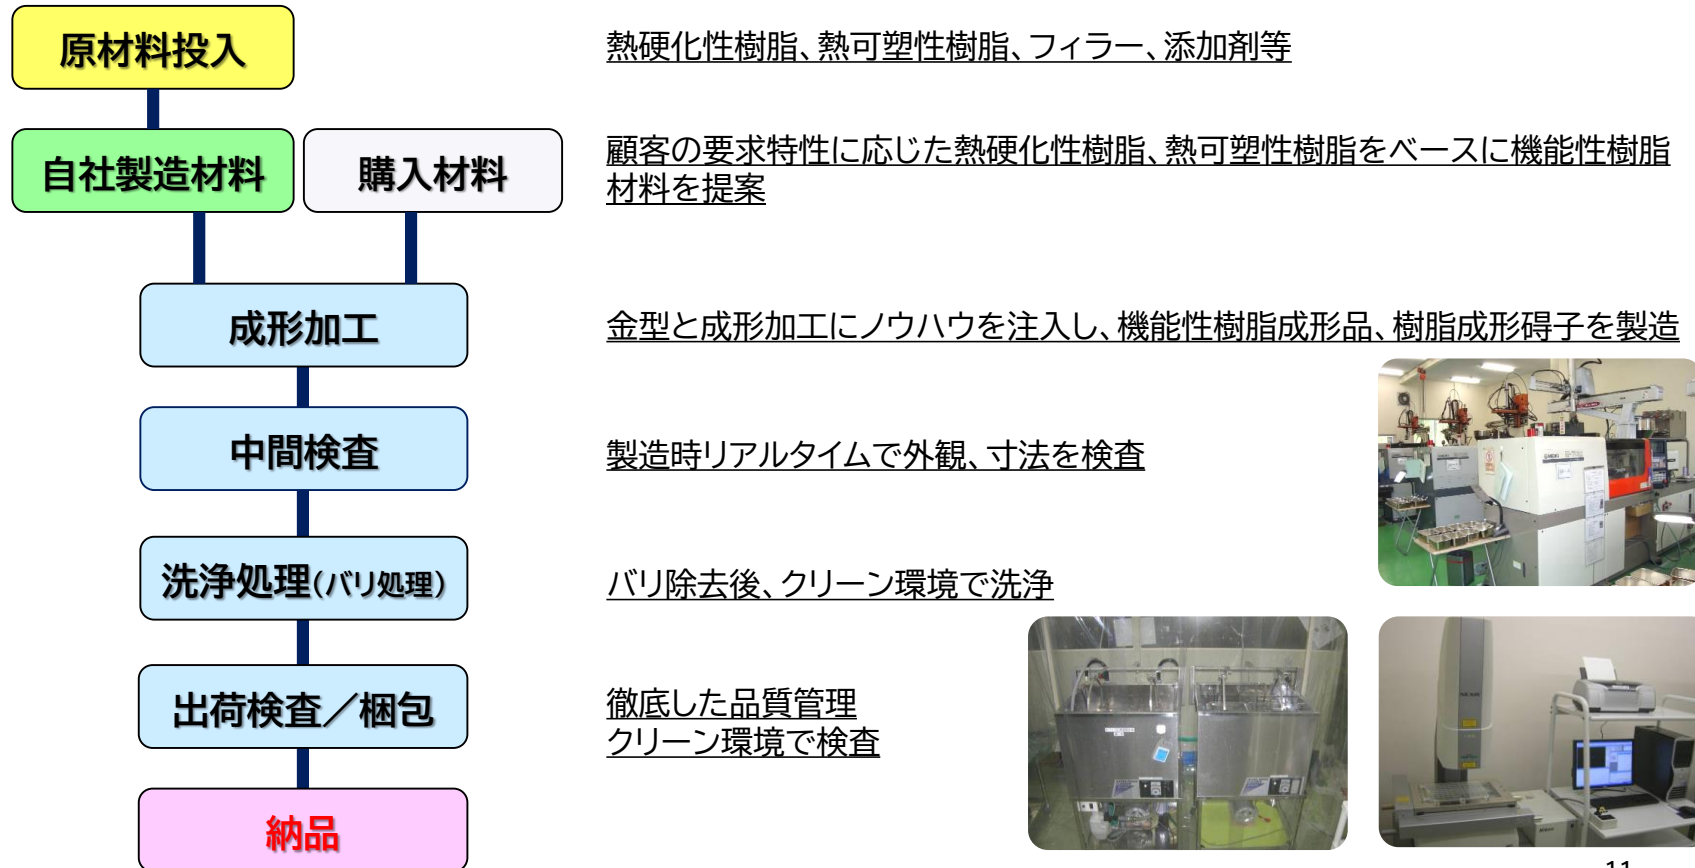 原材料投入
熱硬化性樹脂、熱可塑性樹脂、フィラー、添加剤等
自社製造材料
購入材料
顧客の要求特性に応じた熱硬化性樹脂、熱可塑性樹脂をベースに機能性樹脂
材料を提案
成形加工
金型と成形加工にノウハウを注入し、機能性樹脂成形品、樹脂成形碍子を製造
中間検査
製造時リアルタイムで外観、寸法を検査
洗浄処理(バリ処理)
バリ除去後、クリーン環境で洗浄
出荷検査／梱包
徹底した品質管理
クリーン環境で検査
納品
11